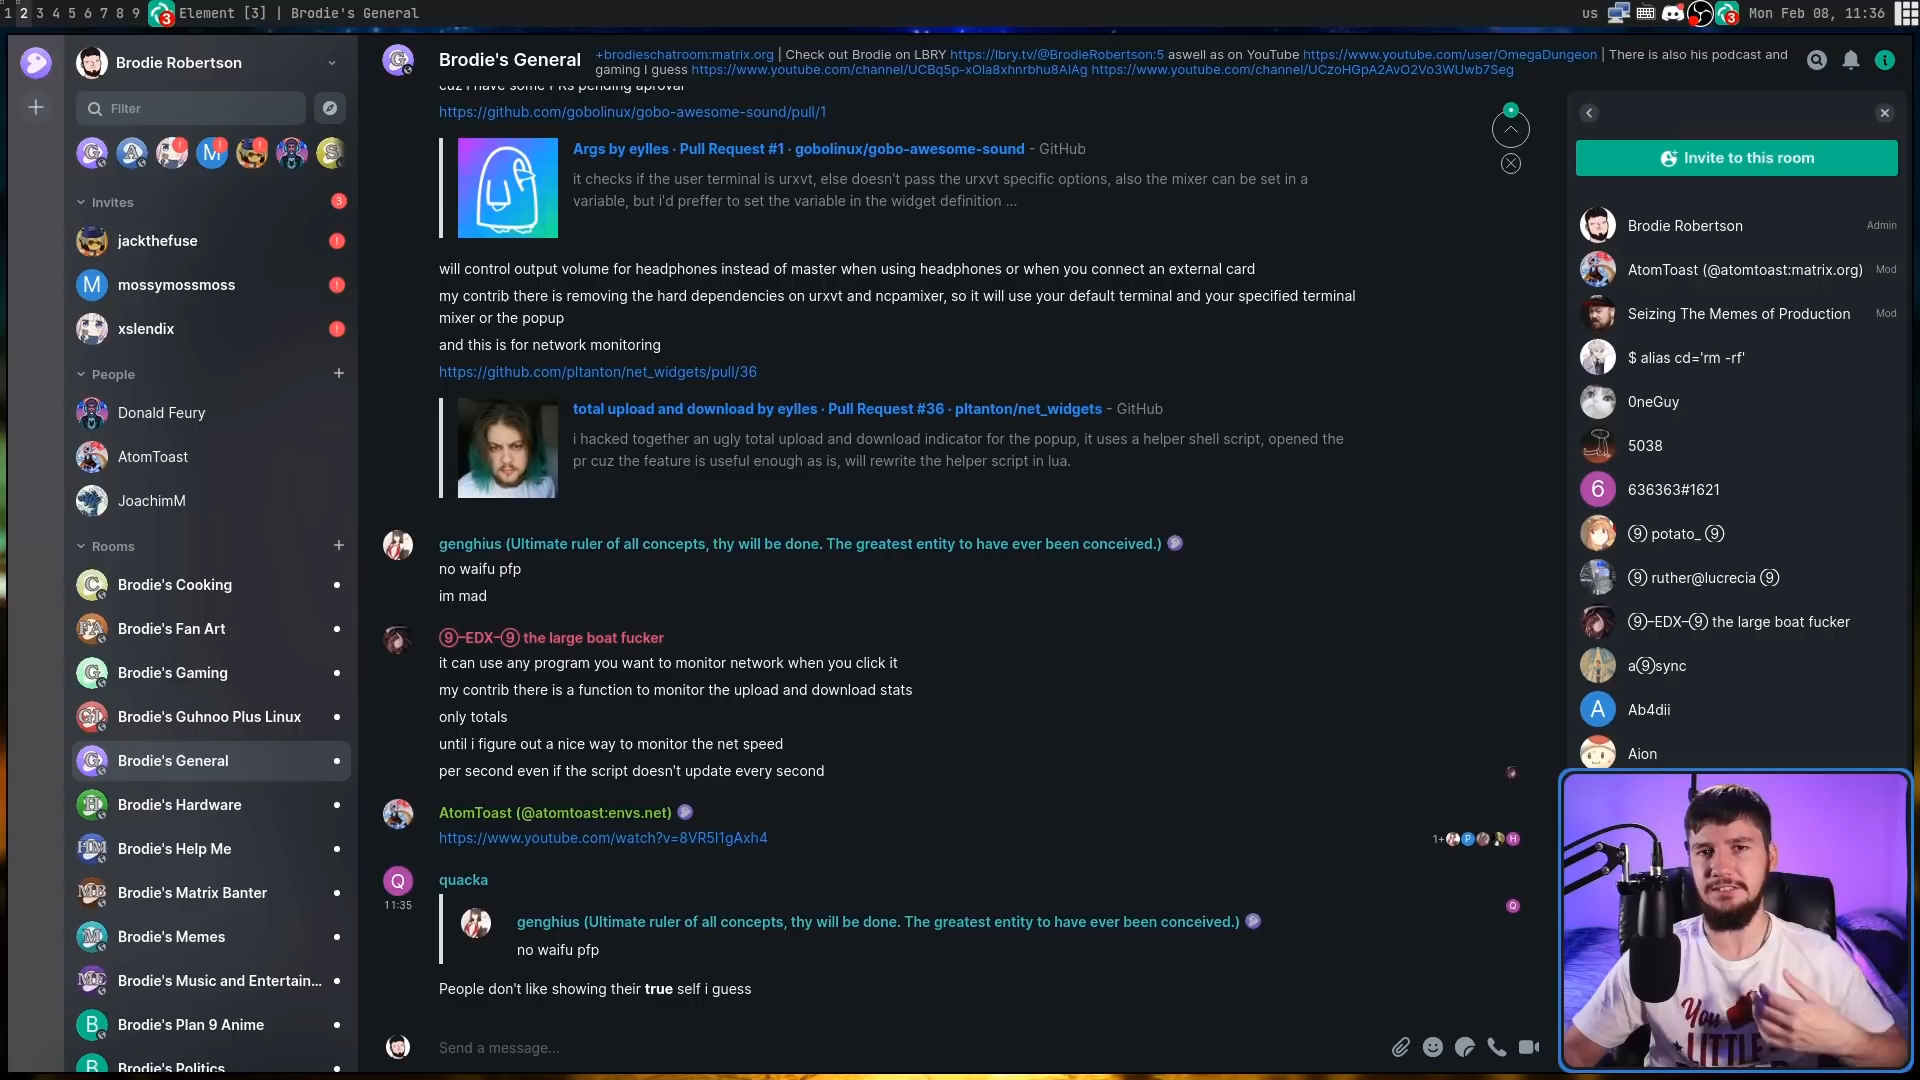 1 2 3 4 5 6 7 8 9 3 Element [3] | Brodie's General
us 3 Mon Feb 08, 11:36
Brodie Robertson
Filter
Invites 3
jackthefuse
M mossymossmoss
xslendix
People
Donald Feury
AtomToast
JoachimM
Rooms
Brodie's Cooking
Brodie's Fan Art
Brodie's Gaming
Brodie's Guhnoo Plus Linux
Brodie's General
Brodie's Hardware
Brodie's Help Me
Brodie's Matrix Banter
Brodie's Memes
Brodie's Music and Entertain...
B Brodie's Plan 9 Anime
Brodie's Politics
Brodie's General
+brodieschatroom:matrix.org | Check out Brodie on LBRY https://lbry.tv/@BrodieRobertson:5 aswell as on YouTube https://www.youtube.com/user/OmegaDungeon | There is also his podcast and
gaming I guess https://www.youtube.com/channel/UCBq5p-xOla8xhnrbhu8AIAg https://www.youtube.com/channel/UCzoHGpA2AvO2Vo3WUwb7Seg
cuz i have some PRs pending aproval
https://github.com/gobolinux/gobo-awesome-sound/pull/1
Args by eylles · Pull Request #1 · gobolinux/gobo-awesome-sound - GitHub
it checks if the user terminal is urxvt, else doesn't pass the urxvt specific options, also the mixer can be set in a
variable, but i'd preffer to set the variable in the widget definition ...
will control output volume for headphones instead of master when using headphones or when you connect an external card
my contrib there is removing the hard dependencies on urxvt and ncpamixer, so it will use your default terminal and your specified terminal
mixer or the popup
and this is for network monitoring
https://github.com/pltanton/net_widgets/pull/36
total upload and download by eylles · Pull Request #36 · pltanton/net_widgets - GitHub
i hacked together an ugly total upload and download indicator for the popup, it uses a helper shell script, opened the
pr cuz the feature is useful enough as is, will rewrite the helper script in lua.
genghius (Ultimate ruler of all concepts, thy will be done. The greatest entity to have ever been conceived.)
no waifu pfp
im mad
⑨-EDX-⑨ the large boat fucker
it can use any program you want to monitor network when you click it
my contrib there is a function to monitor the upload and download stats
only totals
until i figure out a nice way to monitor the net speed
per second even if the script doesn't update every second
AtomToast (@atomtoast:envs.net)
https://www.youtube.com/watch?v=8VR5I1gAxh4
1+ P H
Q quacka
11:35
genghius (Ultimate ruler of all concepts, thy will be done. The greatest entity to have ever been conceived.)
no waifu pfp
Q
People don't like showing their true self i guess
Send a message...
Invite to this room
Brodie Robertson Admin
AtomToast (@atomtoast:matrix.org) Mod
Seizing The Memes of Production Mod
$ alias cd='rm -rf'
0neGuy
5038
6 636363#1621
⑨ potato_ ⑨
⑨ ruther@lucrecia ⑨
⑨-EDX-⑨ the large boat fucker
a⑨sync
A Ab4dii
Aion
You
LITTLE